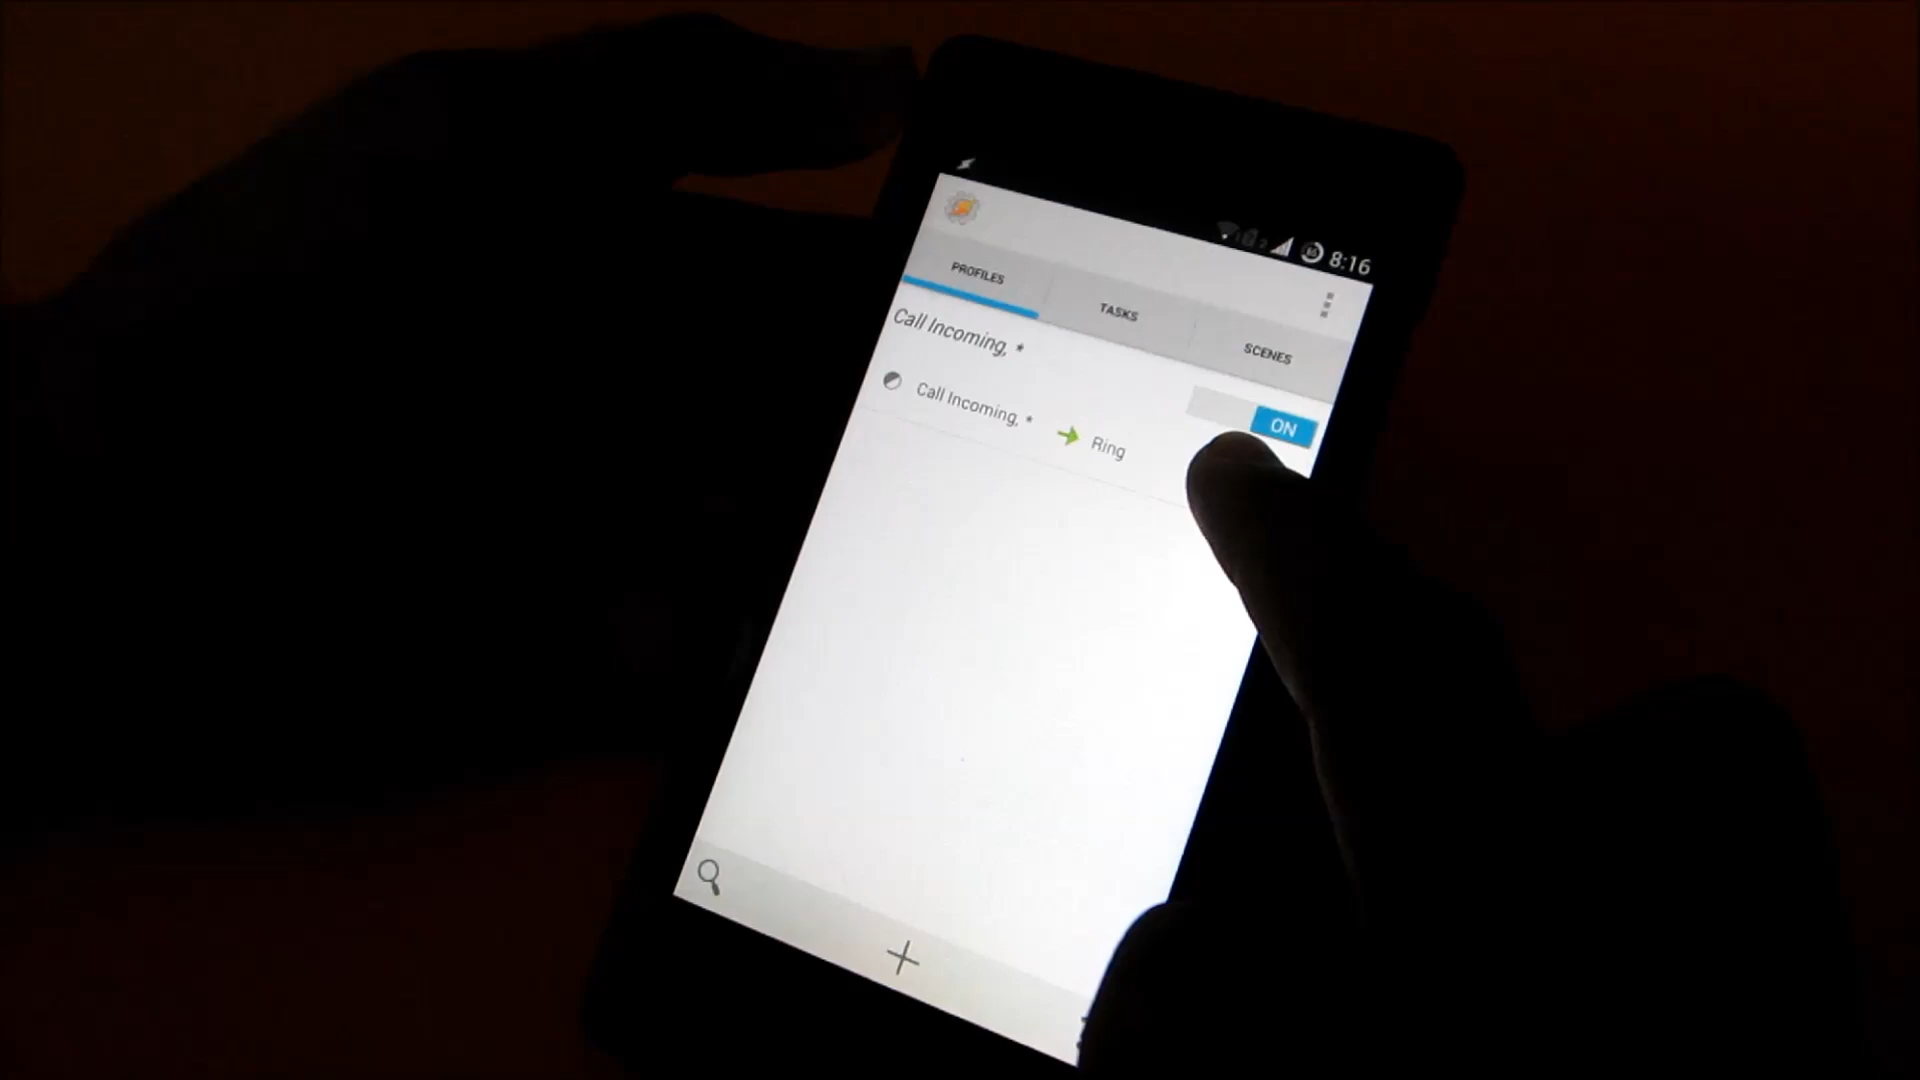 8:16
PROFILES
TASKS
SCENES
Call Incoming, *
Call Incoming, *
Ring
ON